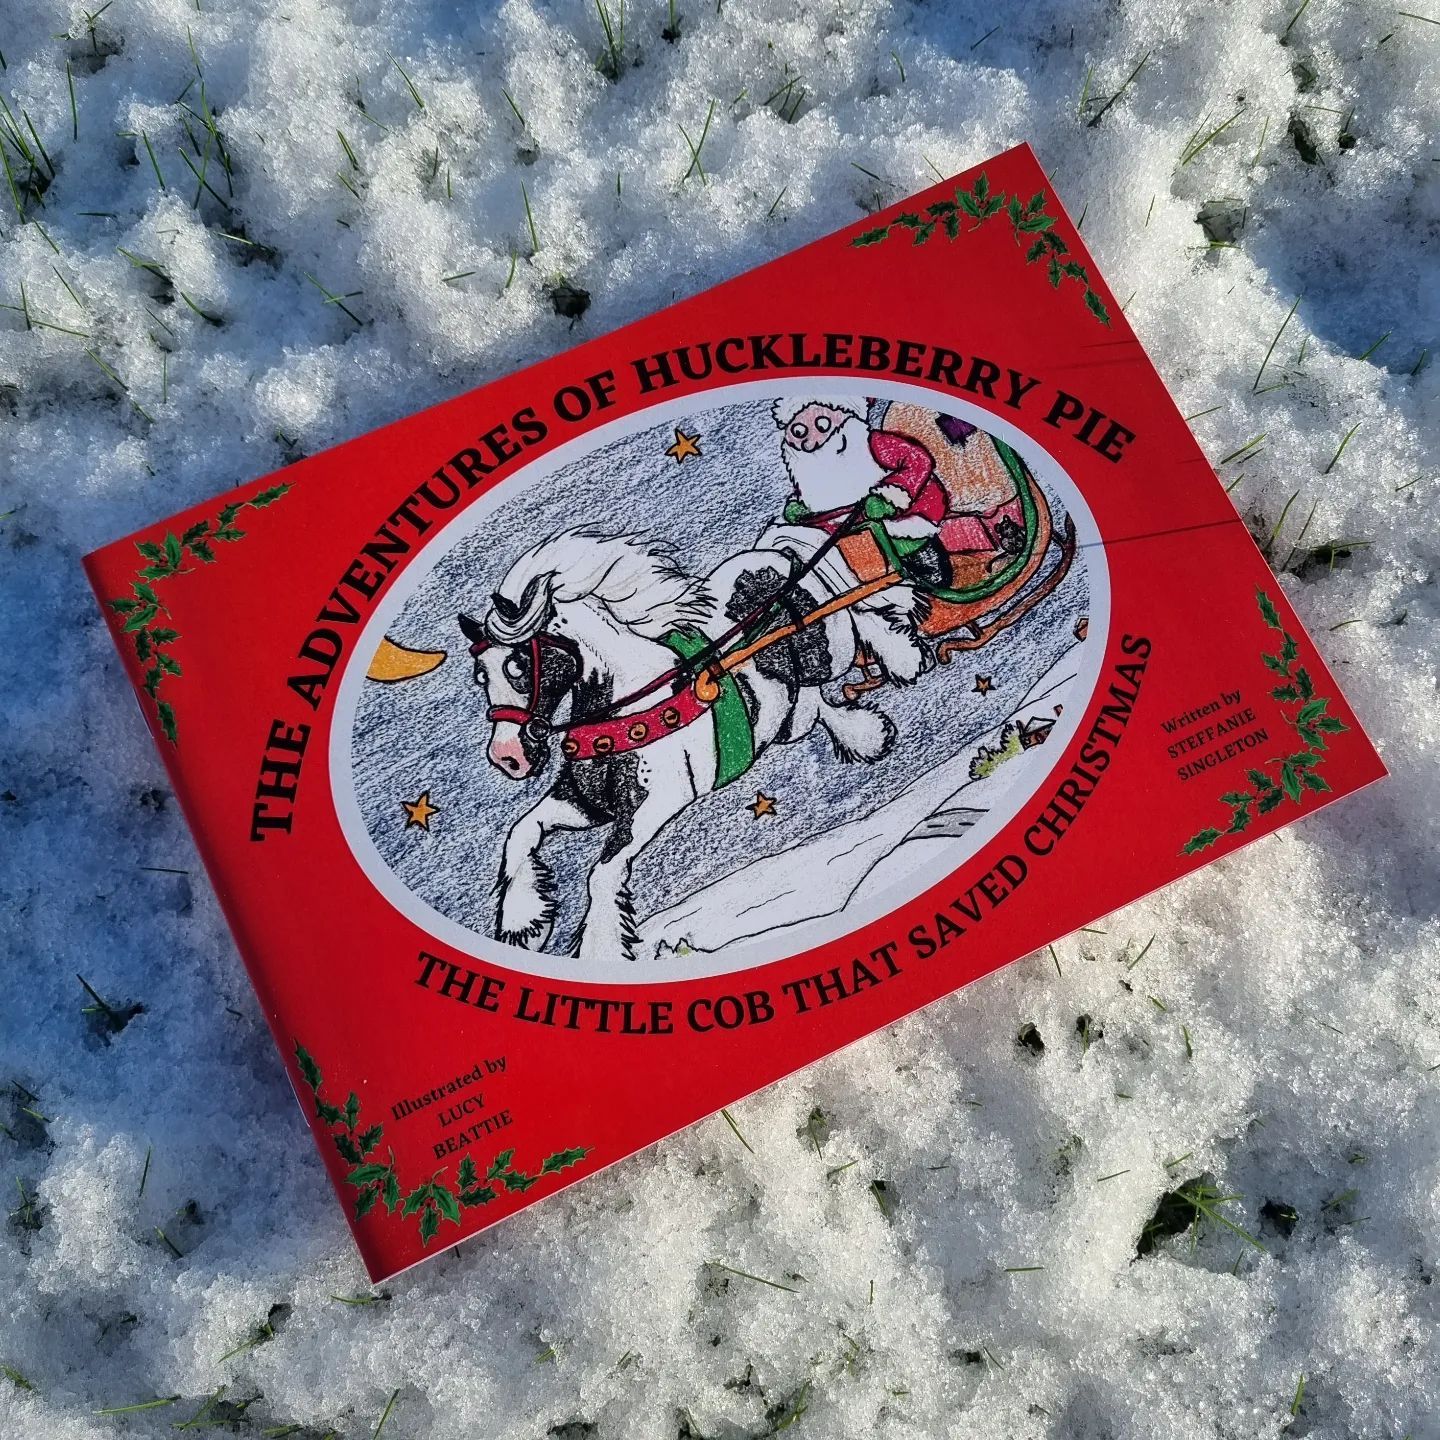 THE ADVENTURES OF HUCKLEBERRY PIE
THE LITTLE COB THAT SAVED CHRISTMAS
Written by
STEFFANIE
SINGLETON
Illustrated by
LUCY
BEATTIE